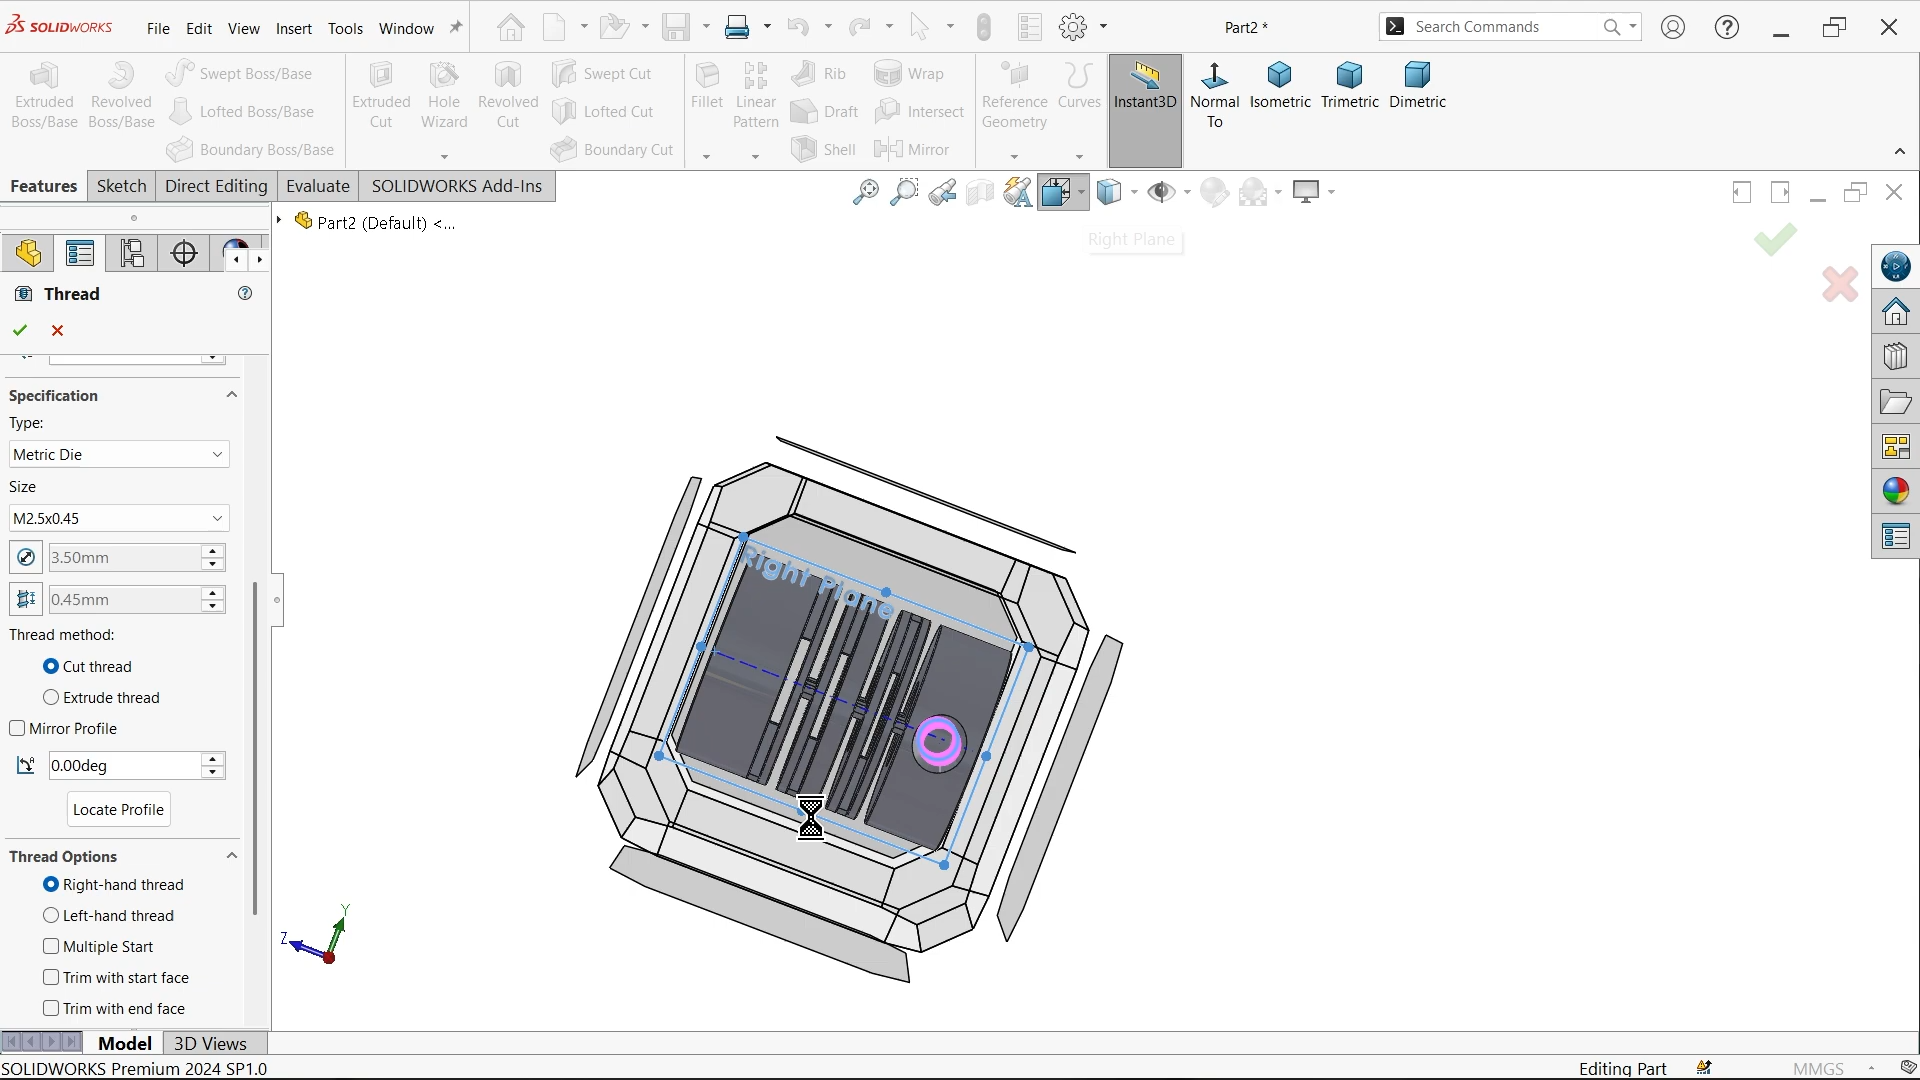 SOLIDWORKS
File
Edit
View
Insert
Tools
Window
Part2 *
Search Commands
Extruded Boss/Base
Revolved Boss/Base
Swept Boss/Base
Lofted Boss/Base
Boundary Boss/Base
Extruded Cut
Hole Wizard
Revolved Cut
Swept Cut
Lofted Cut
Boundary Cut
Fillet
Linear Pattern
Rib
Draft
Shell
Wrap
Intersect
Mirror
Reference Geometry
Curves
Instant3D
Normal To
Isometric
Trimetric
Dimetric
Features
Sketch
Direct Editing
Evaluate
SOLIDWORKS Add-Ins
Part2 (Default) <...
Right Plane
Thread
Specification
Type:
Metric Die
Size
M2.5x0.45
3.50mm
0.45mm
Thread method:
Cut thread
Extrude thread
Mirror Profile
0.00deg
Locate Profile
Thread Options
Right-hand thread
Left-hand thread
Multiple Start
Trim with start face
Trim with end face
Right Plane
Y
Z
Model
3D Views
SOLIDWORKS Premium 2024 SP1.0
Editing Part
MMGS